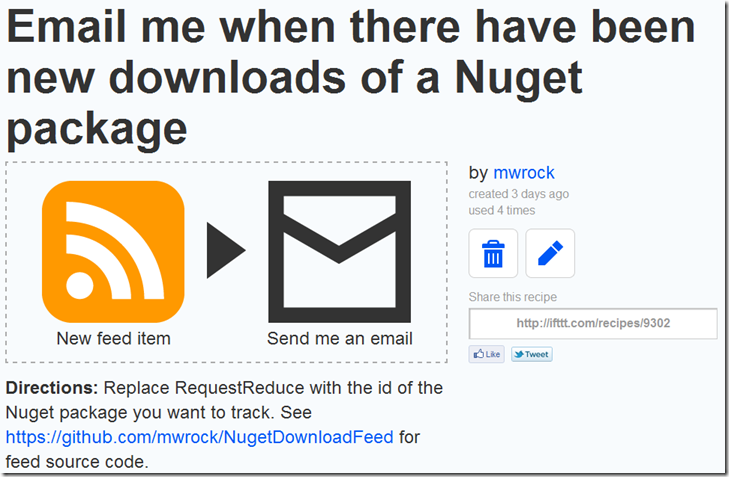 Email me when there have been
new downloads of a Nuget
package
New feed item
Send me an email
by mwrock
created 3 days ago
used 4 times
Share this recipe
http://ifttt.com/recipes/9302
Like
Tweet
Directions: Replace RequestReduce with the id of the
Nuget package you want to track. See
https://github.com/mwrock/NugetDownloadFeed for
feed source code.